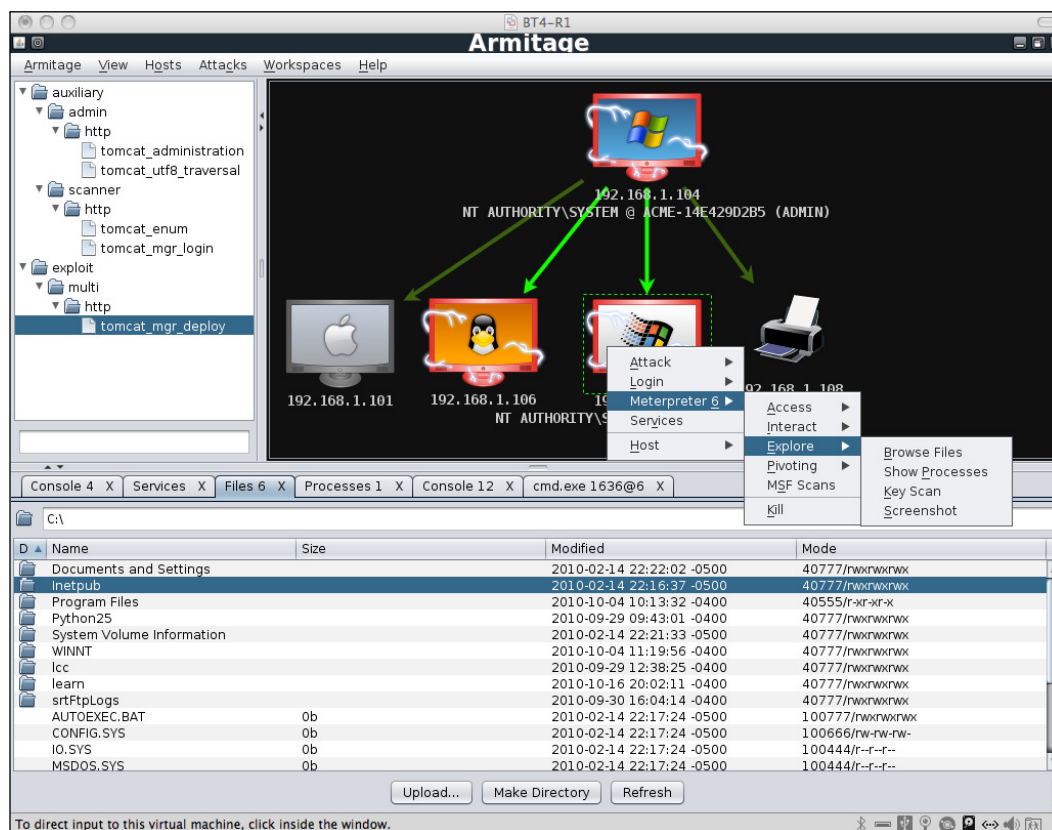 BT4-R1
Armitage
Armitage View Hosts Attacks Workspaces Help
auxiliary
admin
http
tomcat_administration
tomcat_utf8_traversal
scanner
http
tomcat_enum
tomcat_mgr_login
exploit
multi
http
tomcat_mgr_deploy
192.168.1.104
NT AUTHORITY\SYSTEM @ ACME-14E429D2B5 (ADMIN)
192.168.1.101
192.168.1.106
NT AUTHORITY\S
92.168.1.108
Attack
Login
Meterpreter 6
Services
Host
Access
Interact
Explore
Pivoting
MSF Scans
Kill
Browse Files
Show Processes
Key Scan
Screenshot
Console 4 X Services X Files 6 X Processes 1 X Console 12 X cmd.exe 1636@6 X
C:\
D Name Size Modified Mode
Documents and Settings 2010-02-14 22:22:02 -0500 40777/rwxrwxrwx
Inetpub 2010-02-14 22:16:37 -0500 40777/rwxrwxrwx
Program Files 2010-10-04 10:13:32 -0400 40555/r-xr-xr-x
Python25 2010-09-29 09:43:01 -0400 40777/rwxrwxrwx
System Volume Information 2010-02-14 22:21:33 -0500 40777/rwxrwxrwx
WINNT 2010-10-04 11:19:56 -0400 40777/rwxrwxrwx
lcc 2010-09-29 12:38:25 -0400 40777/rwxrwxrwx
learn 2010-10-16 20:02:11 -0400 40777/rwxrwxrwx
srtFtpLogs 2010-09-30 16:04:14 -0400 40777/rwxrwxrwx
AUTOEXEC.BAT 0b 2010-02-14 22:17:24 -0500 100777/rwxrwxrwx
CONFIG.SYS 0b 2010-02-14 22:17:24 -0500 100666/rw-rw-rw-
IO.SYS 0b 2010-02-14 22:17:24 -0500 100444/r--r--r--
MSDOS.SYS 0b 2010-02-14 22:17:24 -0500 100444/r--r--r--
Upload... Make Directory Refresh
To direct input to this virtual machine, click inside the window.